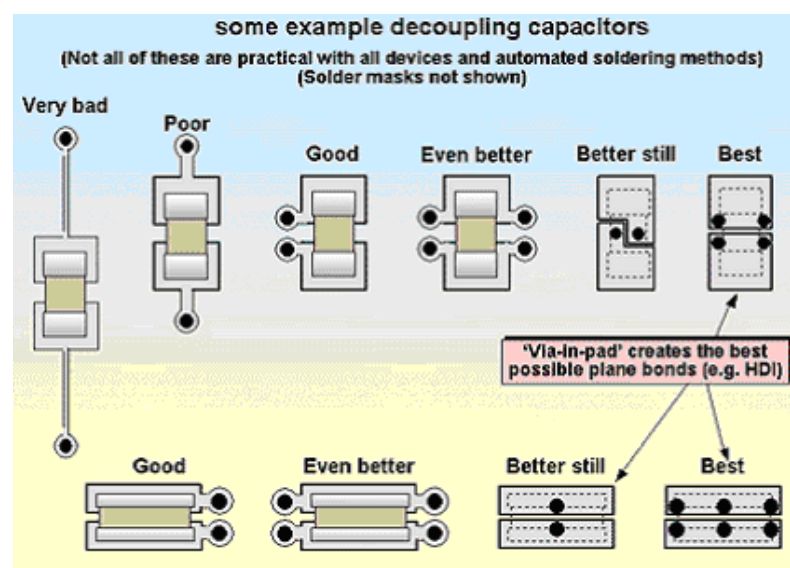 some example decoupling capacitors
(Not all of these are practical with all devices and automated soldering methods)
(Solder masks not shown)
Very bad
Poor
Good
Even better
Better still
Best
'Via-in-pad' creates the best
possible plane bonds (e.g. HDI)
Good
Even better
Better still
Best